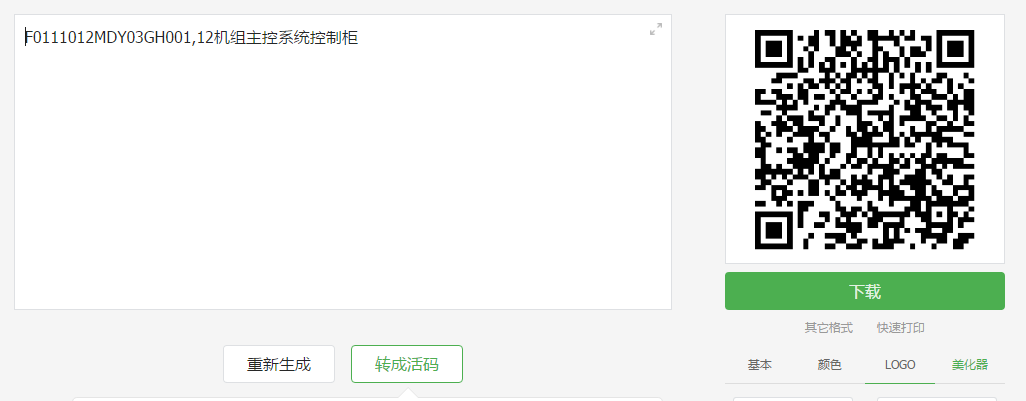 F0111012MDY03GH001,12机组主控系统控制柜
下载
其它格式 快速打印
重新生成 转成活码
基本 颜色 LOGO 美化器